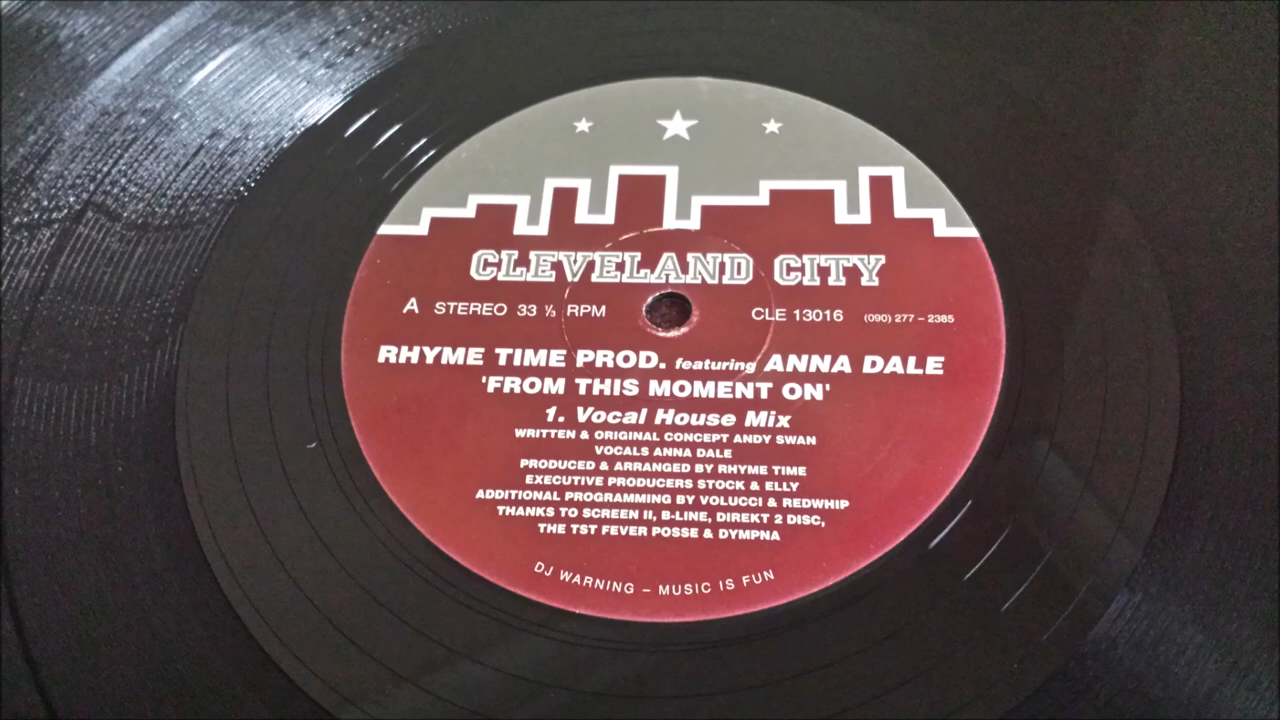 CLEVELAND CITY
A STEREO 33 ⅓ RPM CLE 13016 (090) 277 – 2385
RHYME TIME PROD. featuring ANNA DALE
'FROM THIS MOMENT ON'
1. Vocal House Mix
WRITTEN & ORIGINAL CONCEPT ANDY SWAN
VOCALS ANNA DALE
PRODUCED & ARRANGED BY RHYME TIME
EXECUTIVE PRODUCERS STOCK & ELLY
ADDITIONAL PROGRAMMING BY VOLUCCI & REDWHIP
THANKS TO SCREEN II, B-LINE, DIREKT 2 DISC,
THE TST FEVER POSSE & DYMPNA
DJ WARNING – MUSIC IS FUN